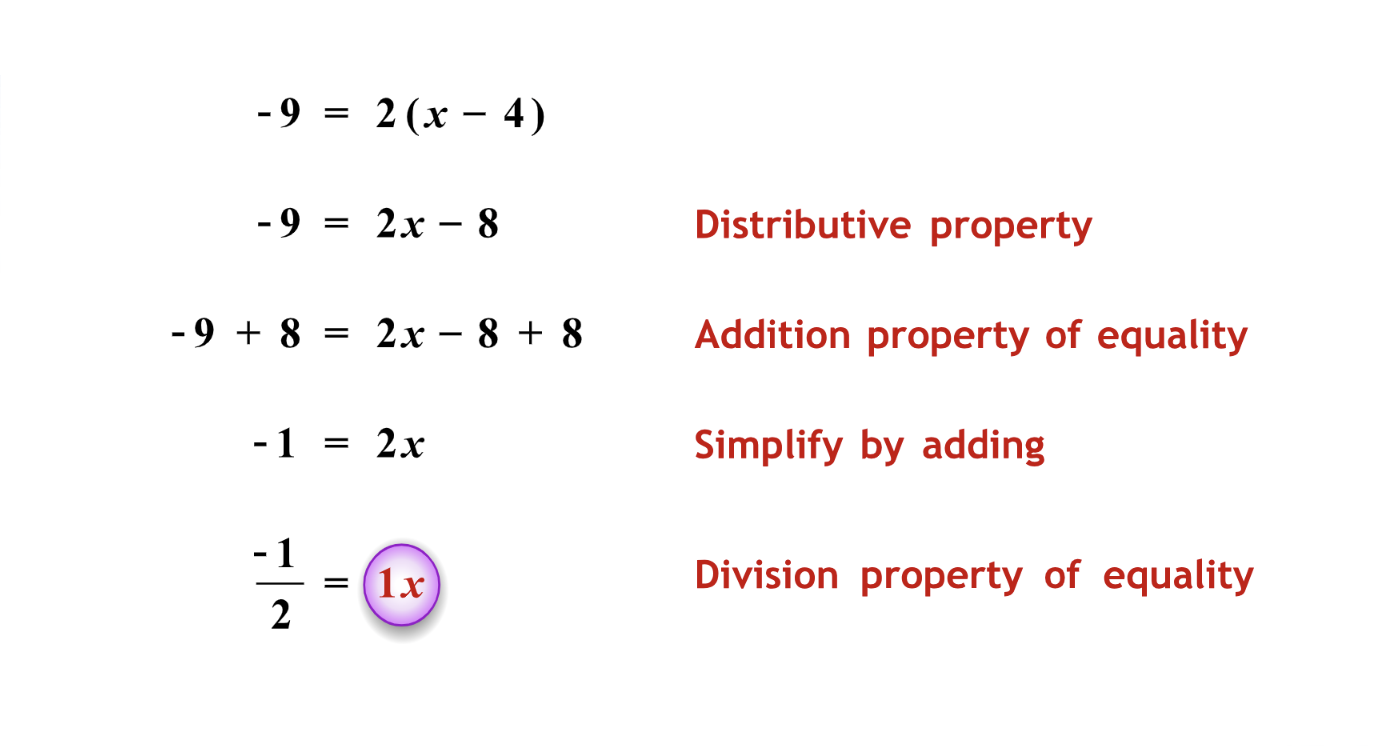 -9 = 2(x − 4)
-9 = 2x − 8 Distributive property
-9 + 8 = 2x − 8 + 8 Addition property of equality
-1 = 2x Simplify by adding
-1/2 = 1x Division property of equality